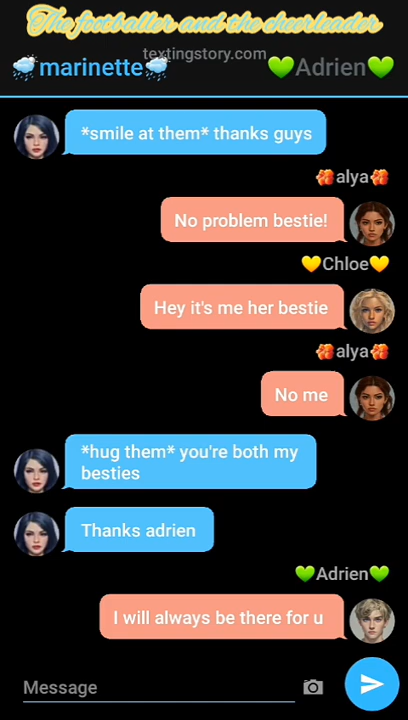 The footballer and the cheerleader
textingstory.com
🌧️marinette🌧️
💚Adrien💚
*smile at them* thanks guys
alya
No problem bestie!
💛Chloe💛
Hey it's me her bestie
alya
No me
*hug them* you're both my
besties
Thanks adrien
💚Adrien💚
I will always be there for u
Message